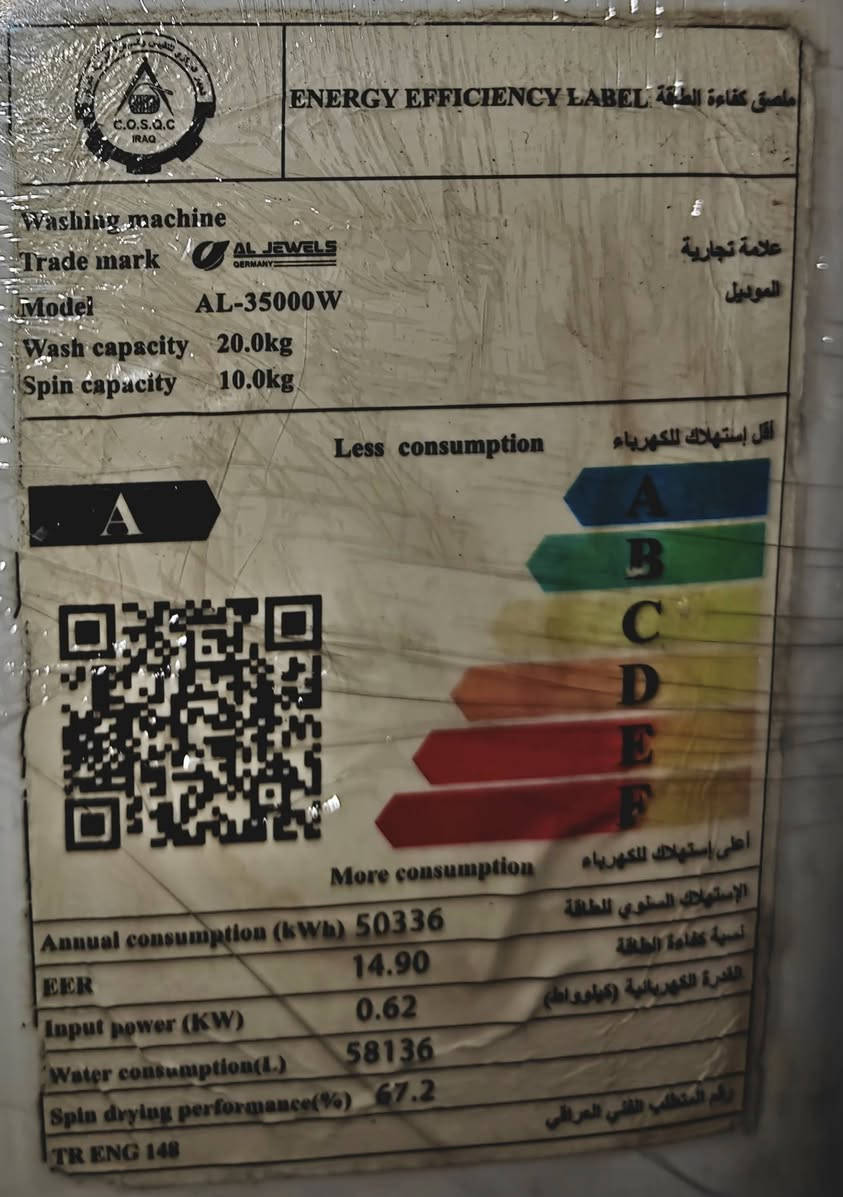 C.O.S.Q.C
IRAQ
ENERGY EFFICIENCY LABEL ملصق كفاءة الطاقة
Washing machine
Trade mark AL JEWELS علامة تجارية
GERMANY
Model AL-35000W الموديل
Wash capacity 20.0kg
Spin capacity 10.0kg
Less consumption أقل إستهلاك للكهرباء
A
A
B
C
D
E
F
More consumption أعلى إستهلاك للكهرباء
Annual consumption (kWh) 50336 الإستهلاك السنوي للطاقة
EER 14.90 نسبة كفاءة الطاقة
Input power (KW) 0.62 القدرة الكهربائية (كيلوواط)
Water consumption(L) 58136
Spin drying performance(%) 67.2
TR ENG 148 رقم المتطلب الفني العراقي